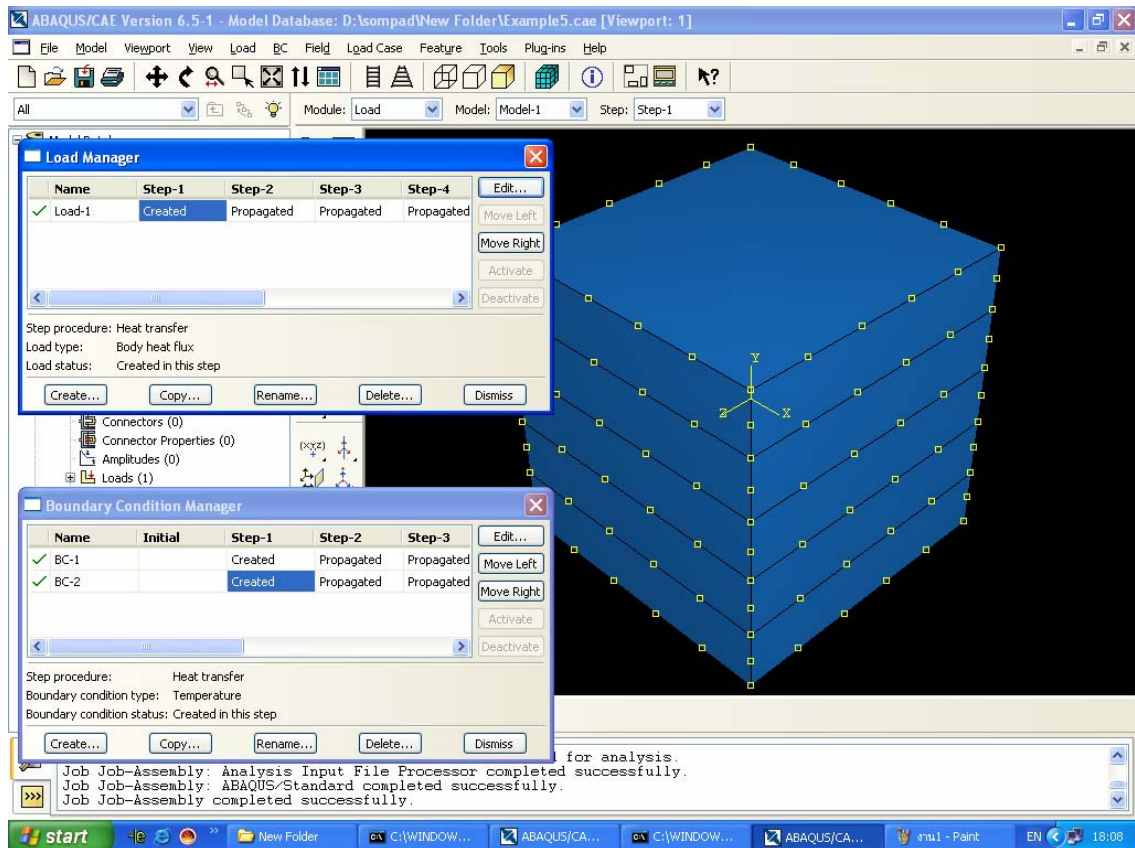 ABAQUS/CAE Version 6.5-1 - Model Database: D:\sompad\New Folder\Example5.cae [Viewport: 1]
File Model Viewport View Load BC Field Load Case Feature Tools Plug-ins Help
All Module: Load Model: Model-1 Step: Step-1
Load Manager
Name Step-1 Step-2 Step-3 Step-4 Edit...
Load-1 Created Propagated Propagated Propagated Move Left
Move Right
Activate
Deactivate
Step procedure: Heat transfer
Load type: Body heat flux
Load status: Created in this step
Create... Copy... Rename... Delete... Dismiss
Y
Z X
Connectors (0)
Connector Properties (0)
Amplitudes (0)
Loads (1)
(XYZ)
Boundary Condition Manager
Name Initial Step-1 Step-2 Step-3 Edit...
BC-1 Created Propagated Propagated Move Left
BC-2 Created Propagated Propagated Move Right
Activate
Deactivate
Step procedure: Heat transfer
Boundary condition type: Temperature
Boundary condition status: Created in this step
Create... Copy... Rename... Delete... Dismiss
for analysis.
Job Job-Assembly: Analysis Input File Processor completed successfully.
Job Job-Assembly: ABAQUS/Standard completed successfully.
Job Job-Assembly completed successfully.
>>>
start New Folder C:\WINDOW... ABAQUS/CA... C:\WINDOW... ABAQUS/CA... งาน1 - Paint EN 18:08